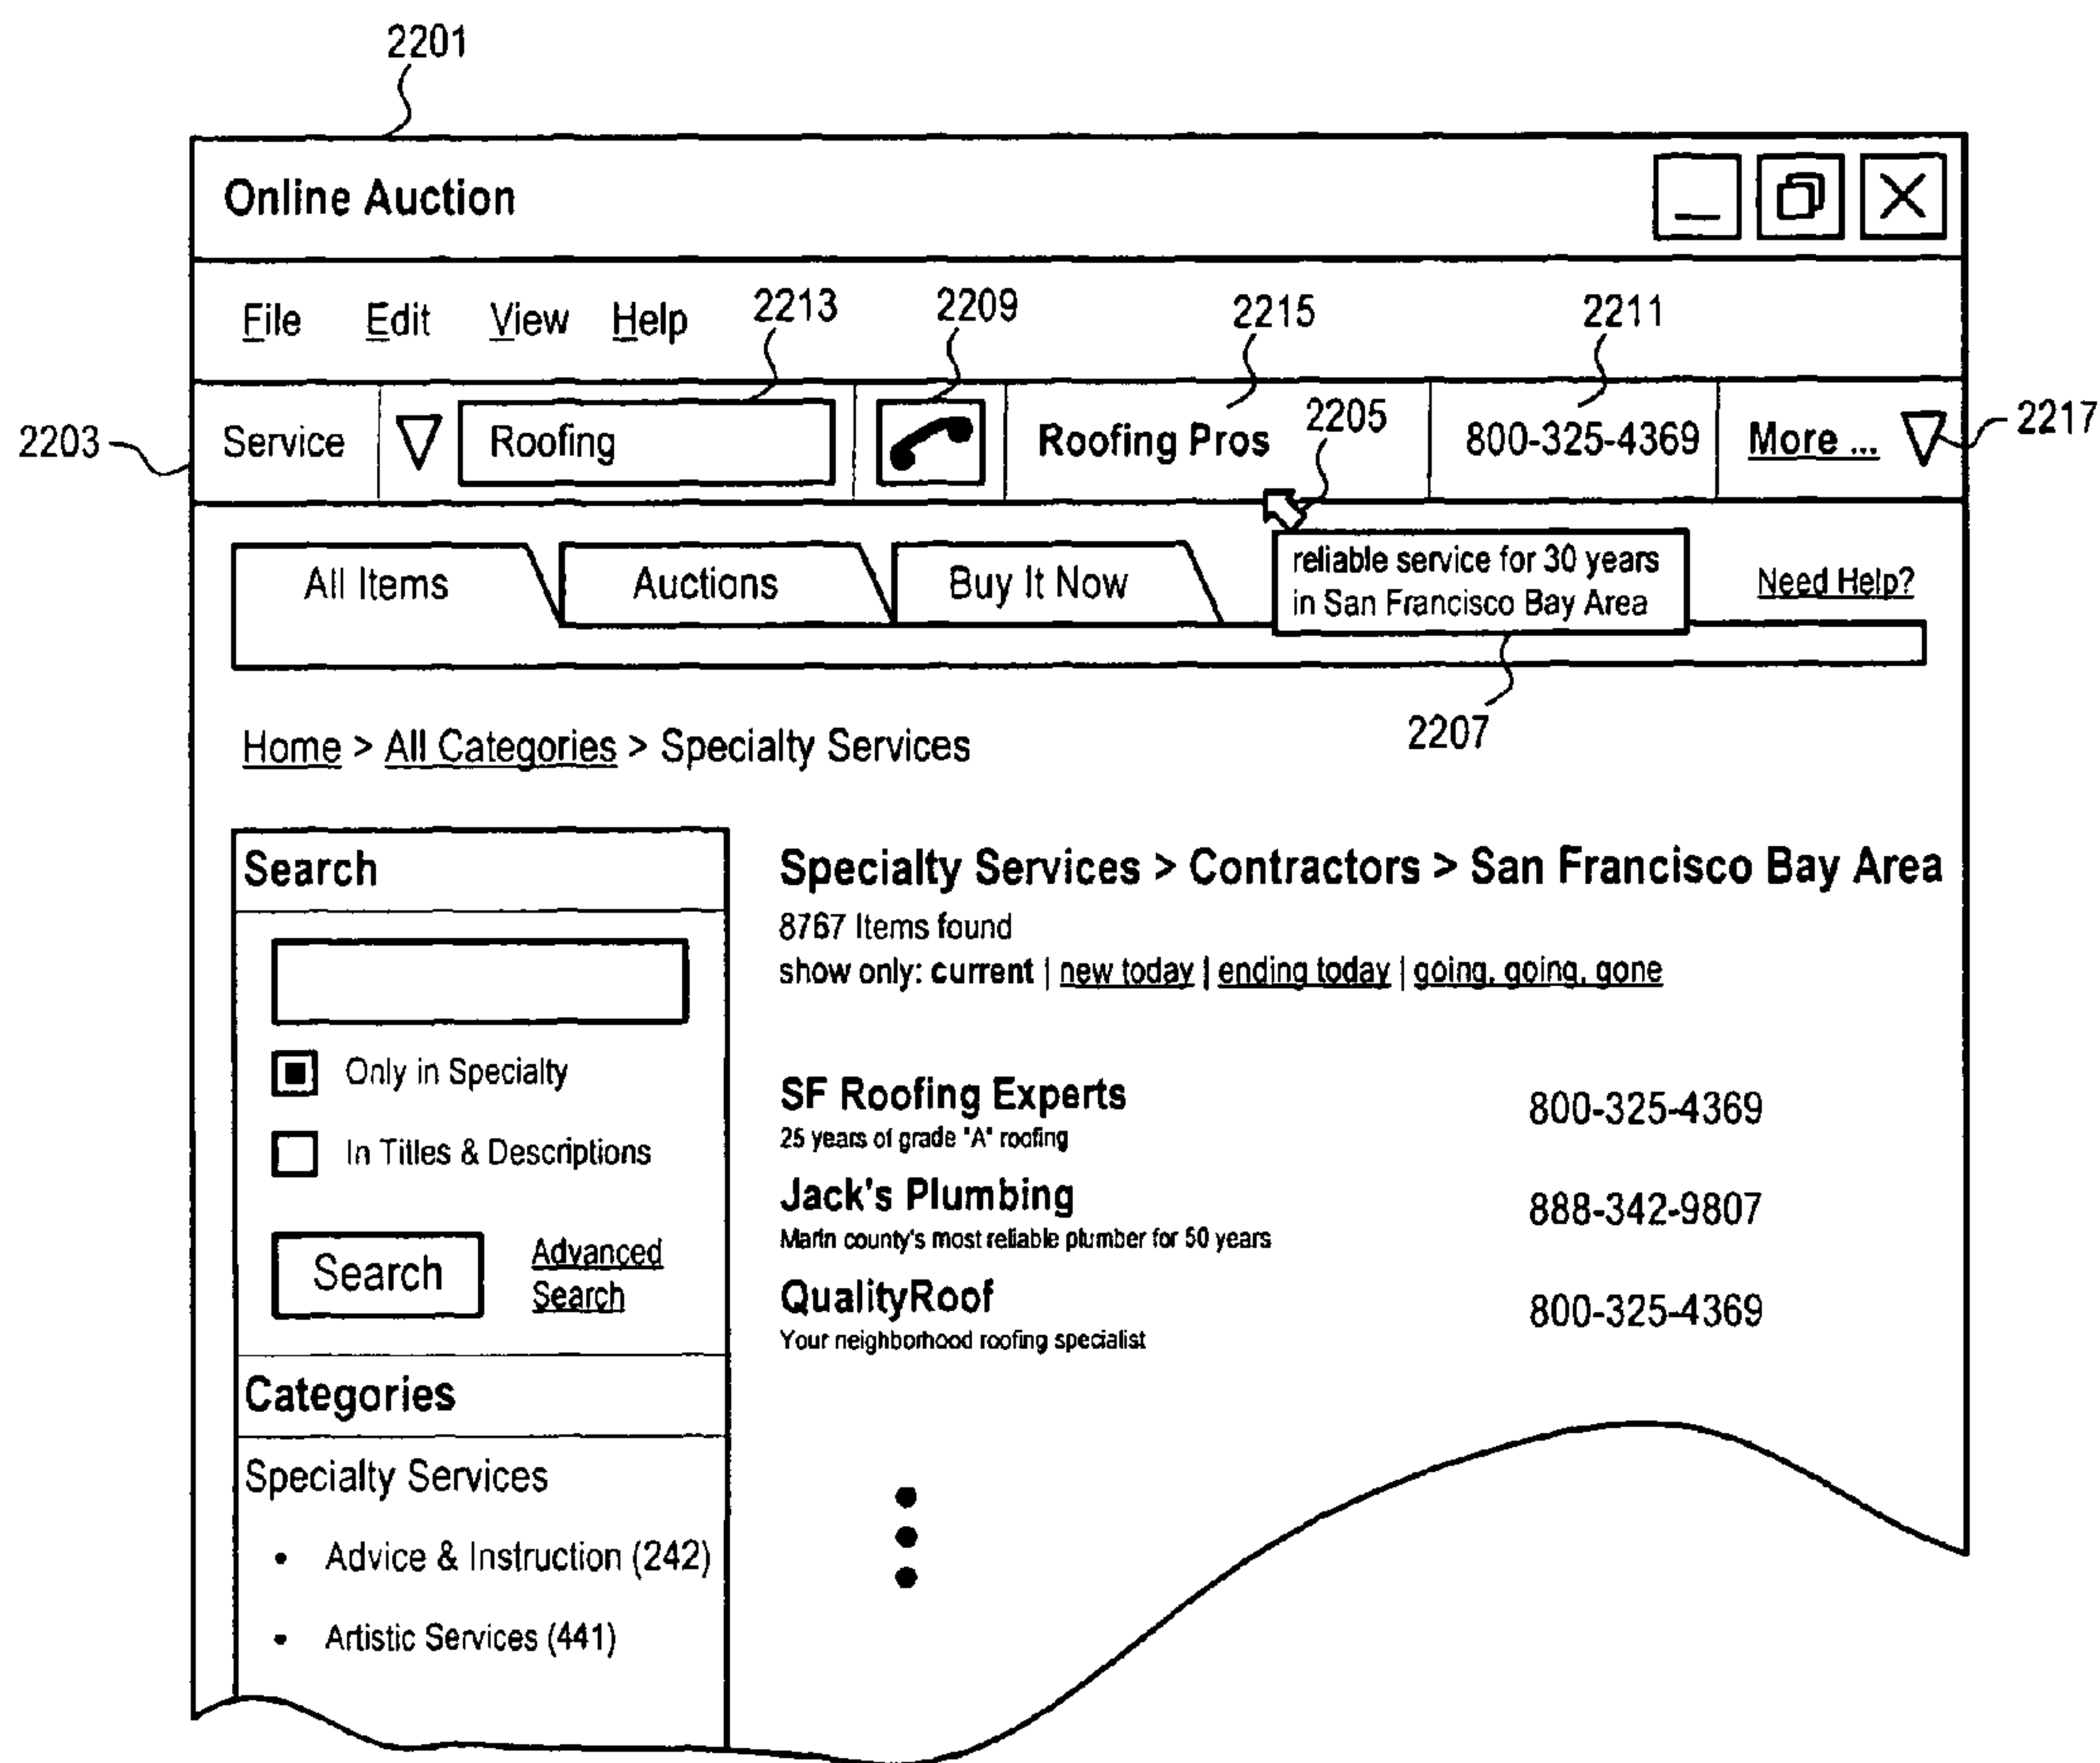 2201
Online Auction
File Edit View Help 2213 2209 2215 2211
2203 Service Roofing Roofing Pros 2205 800-325-4369 More ... 2217
All Items Auctions Buy It Now
reliable service for 30 years
in San Francisco Bay Area
Need Help?
2207
Home > All Categories > Specialty Services
Search
Only in Specialty
In Titles & Descriptions
Search Advanced
Search
Categories
Specialty Services
• Advice & Instruction (242)
• Artistic Services (441)
Specialty Services > Contractors > San Francisco Bay Area
8767 Items found
show only: current | new today | ending today | going, going, gone
SF Roofing Experts 800-325-4369
25 years of grade "A" roofing
Jack's Plumbing 888-342-9807
Marin county's most reliable plumber for 50 years
QualityRoof 800-325-4369
Your neighborhood roofing specialist